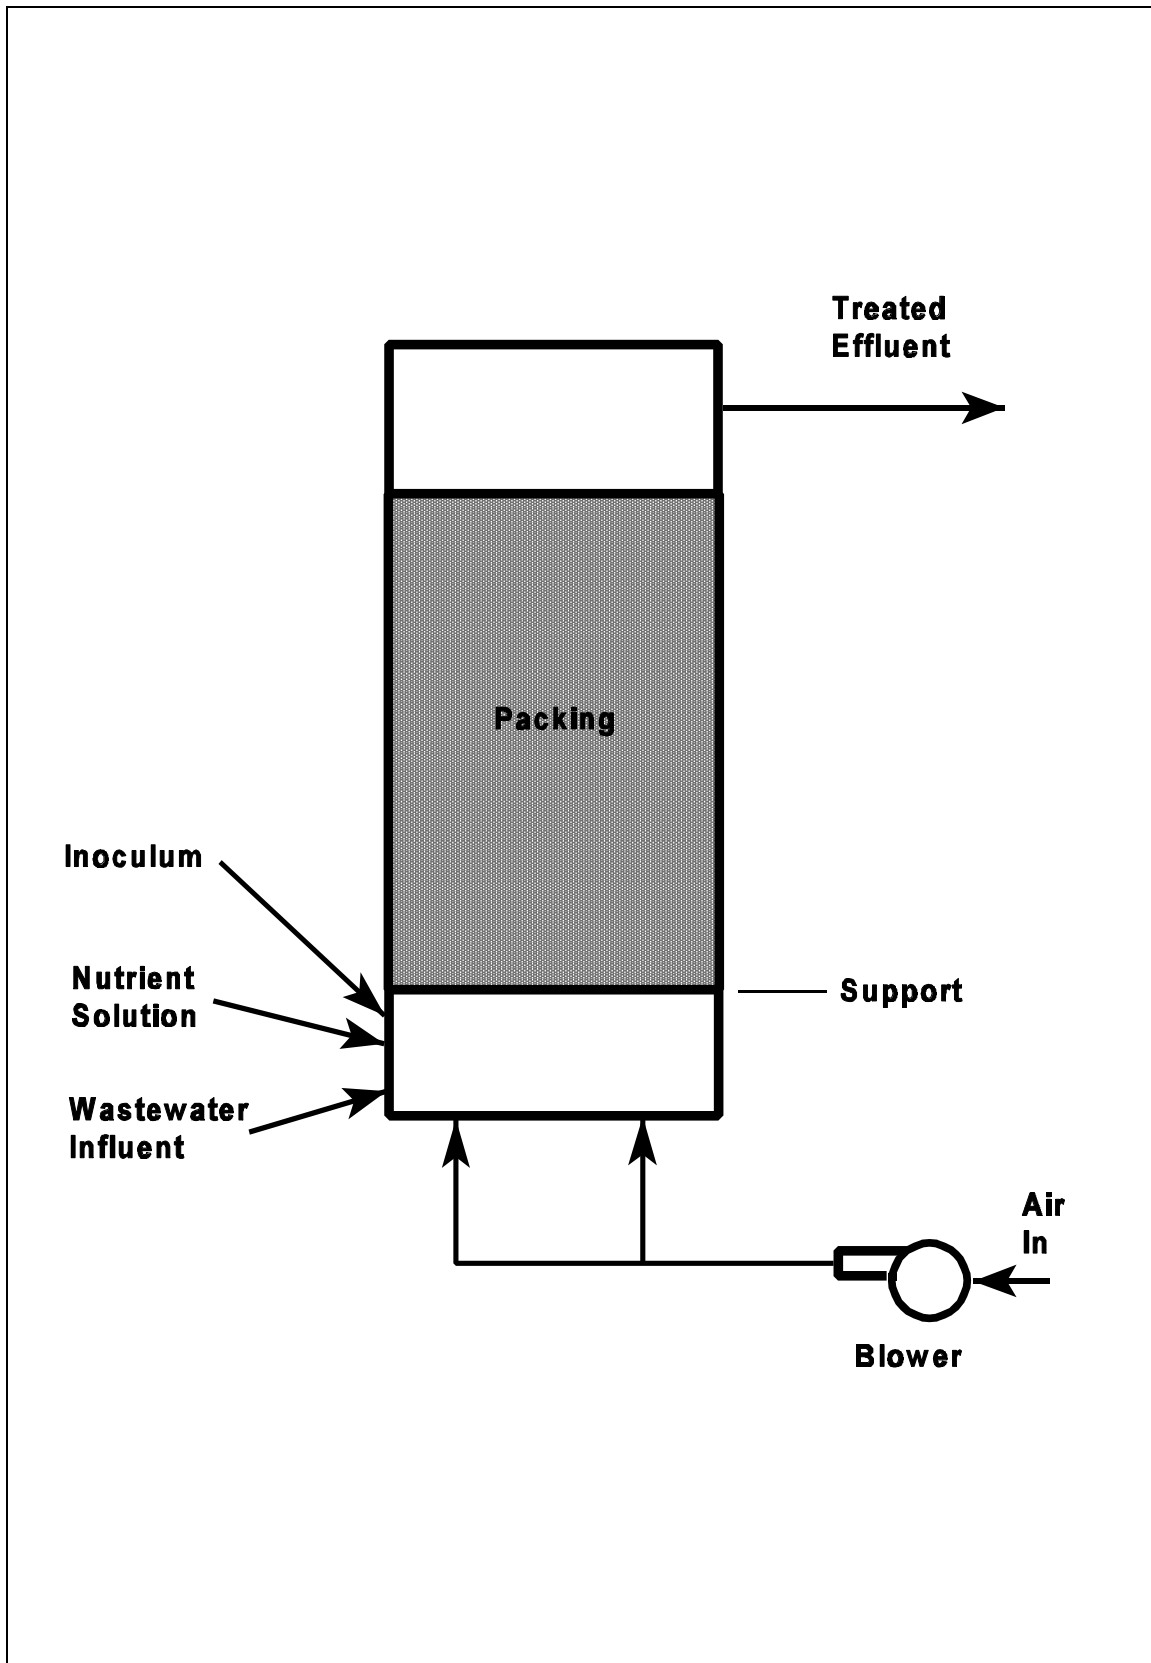 Treated
Effluent
Packing
Inoculum
Nutrient
Solution
Support
Wastewater
Influent
Air
In
Blower